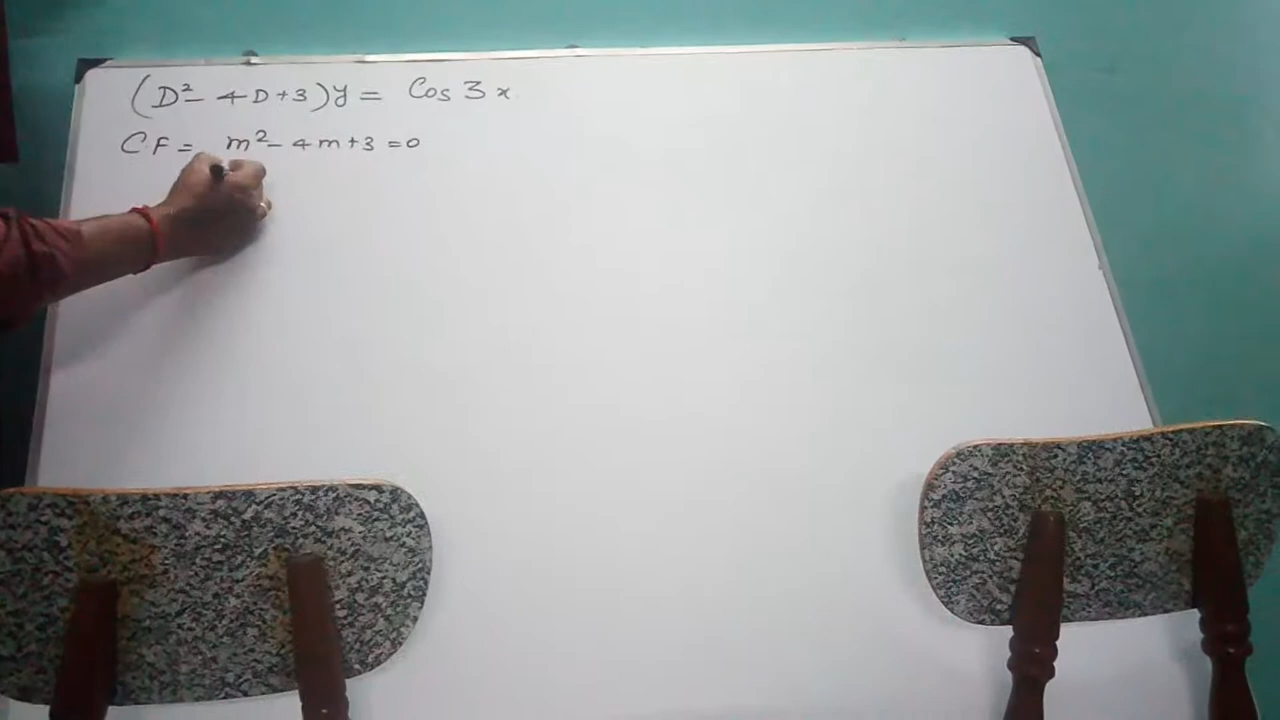 (D²- 4D+3)y = Cos 3x
CF = m²- 4m+3 =0